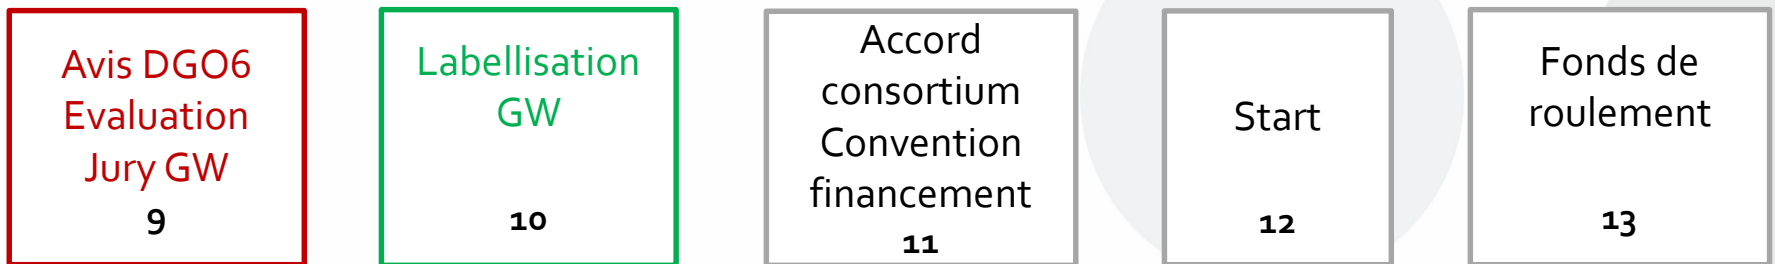 Avis DGO6
Evaluation
Jury GW
9
Labellisation
GW
10
Accord
consortium
Convention
financement
11
Start
12
Fonds de
roulement
13